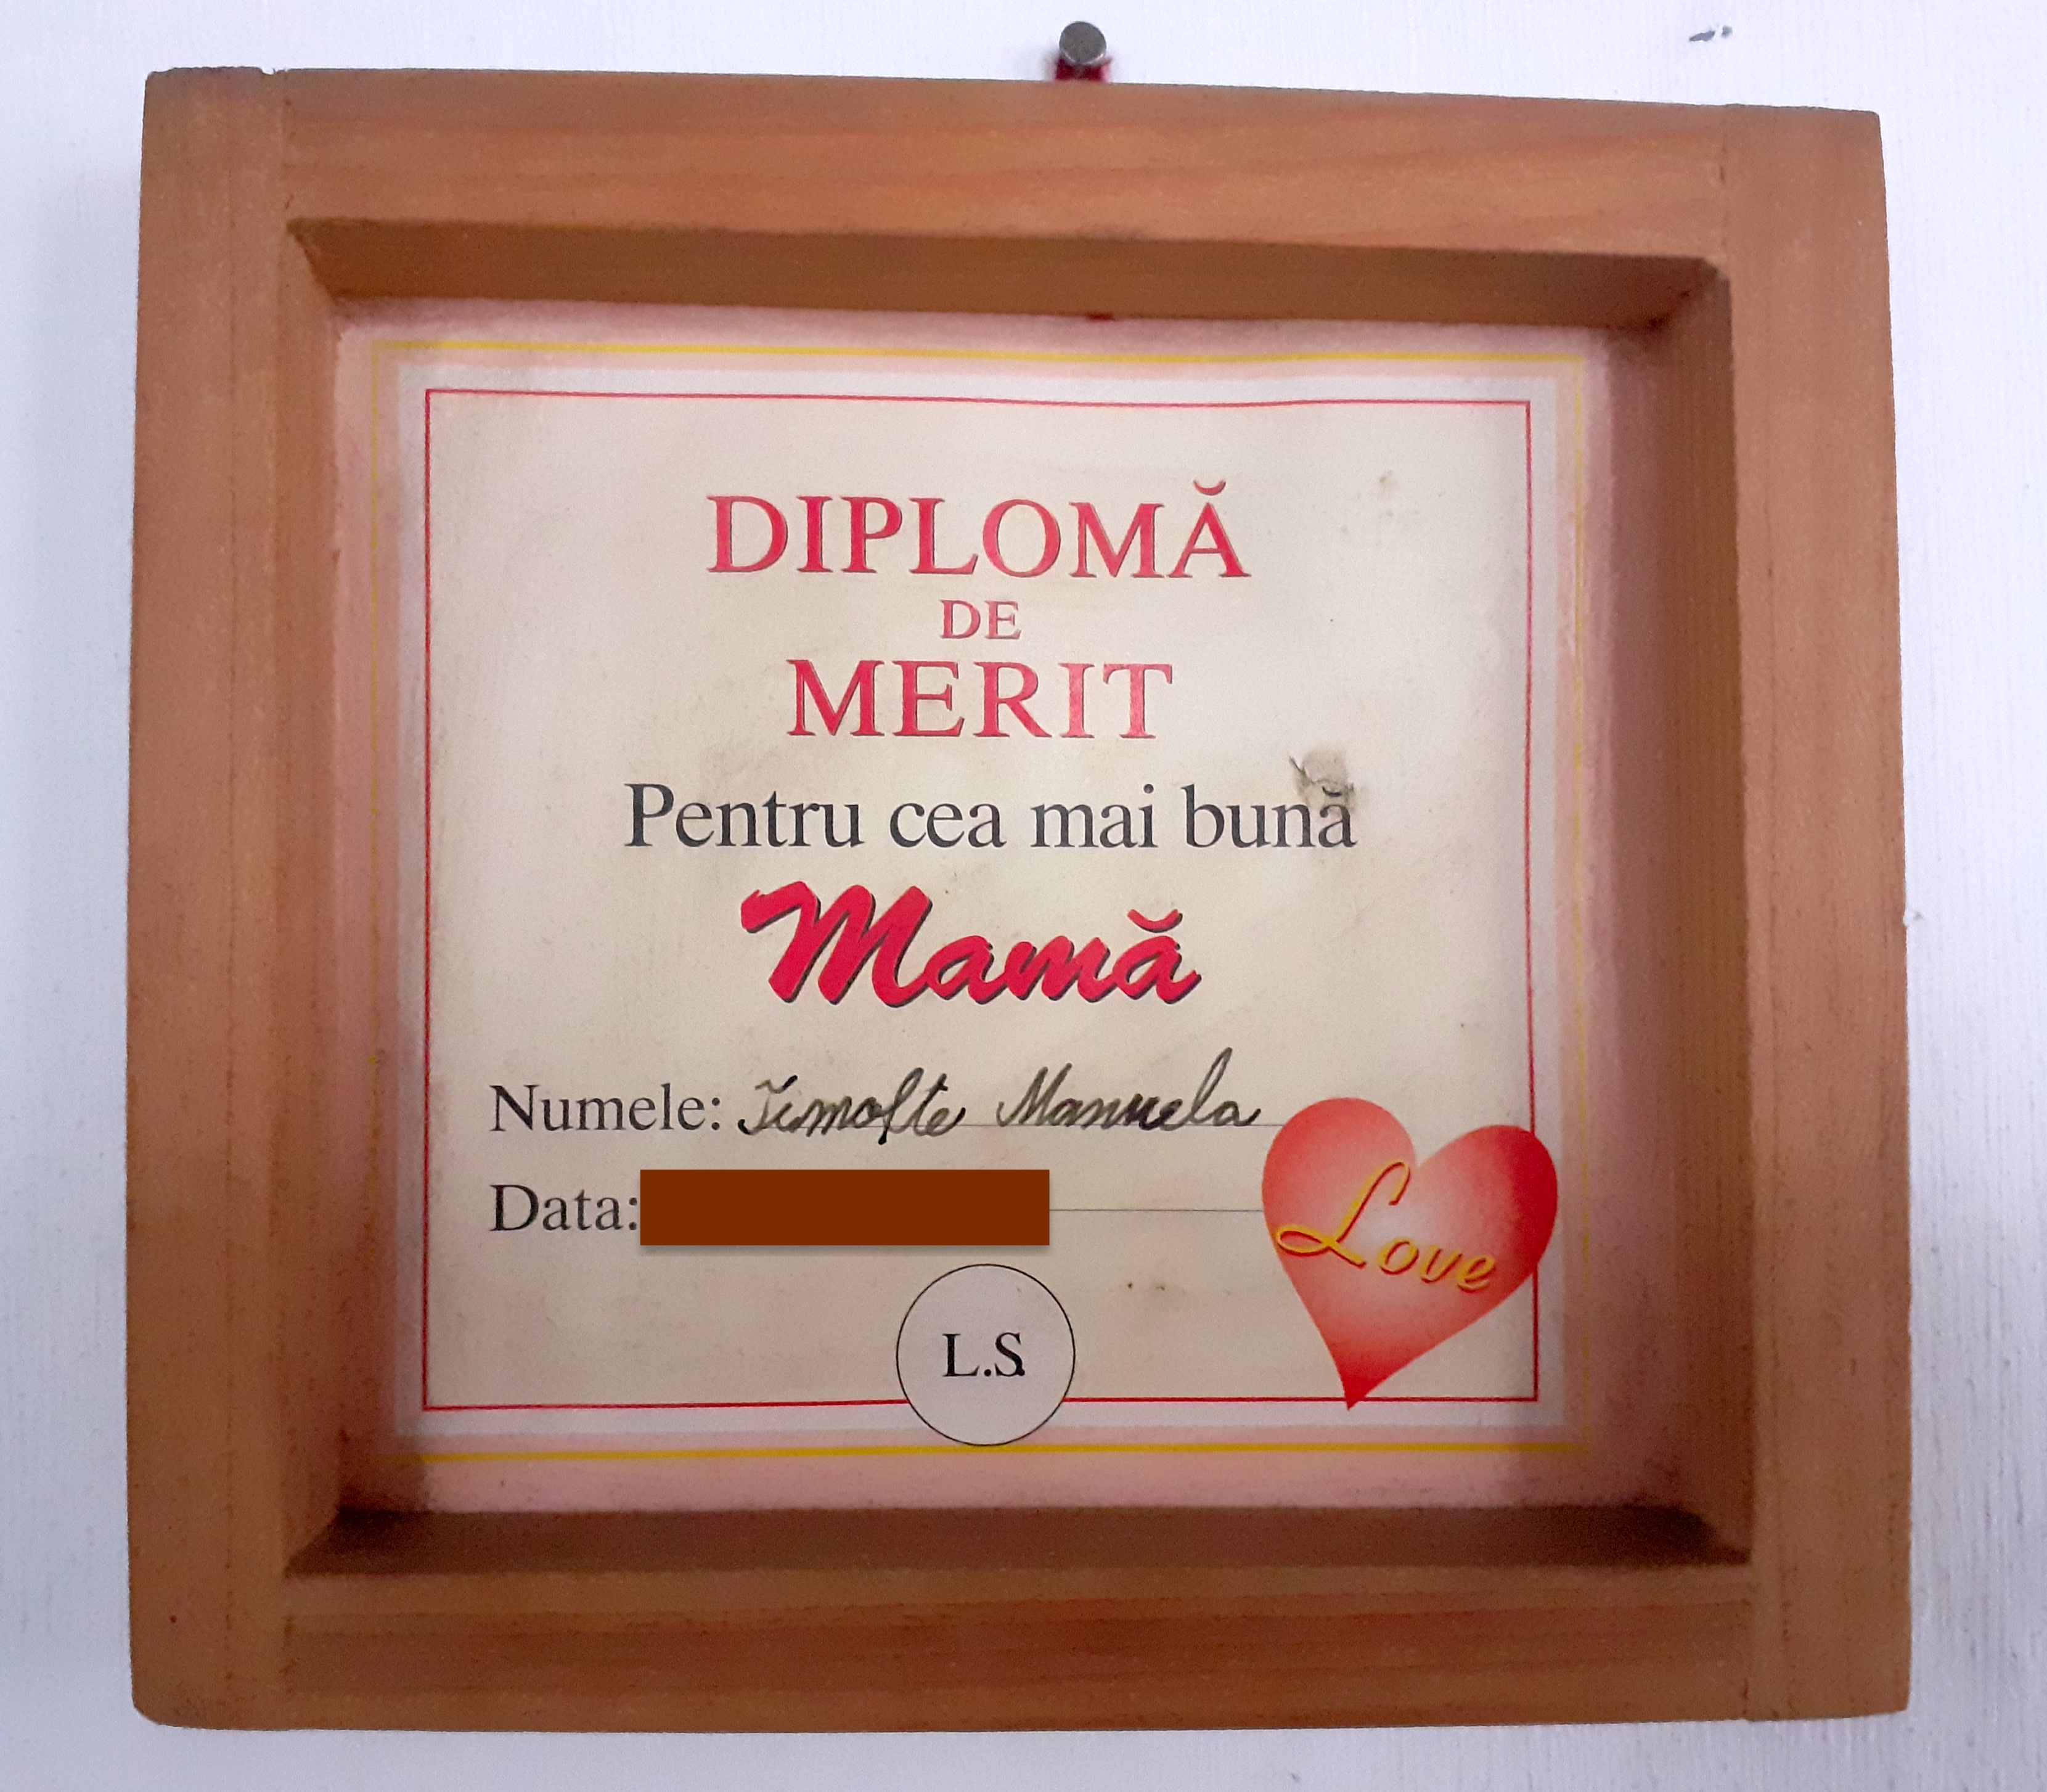 DIPLOMĂ
DE
MERIT
Pentru cea mai bună
Mamă
Numele: Timofte Manuela
Data:
Love
L.S.